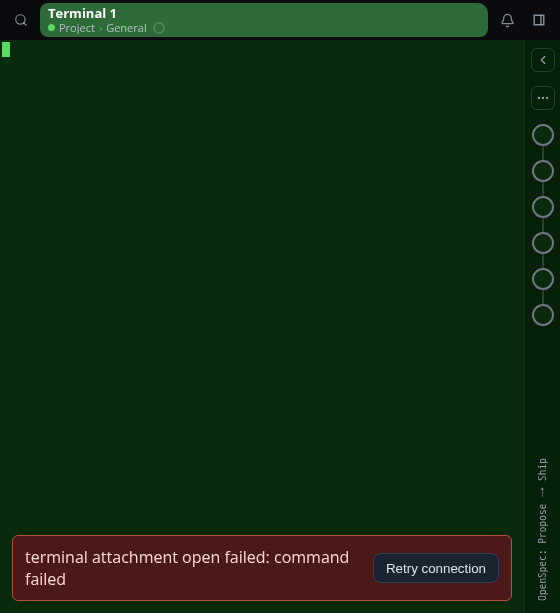 Terminal 1
Project › General
terminal attachment open failed: command
failed
Retry connection
OpenSpec: Propose → Ship